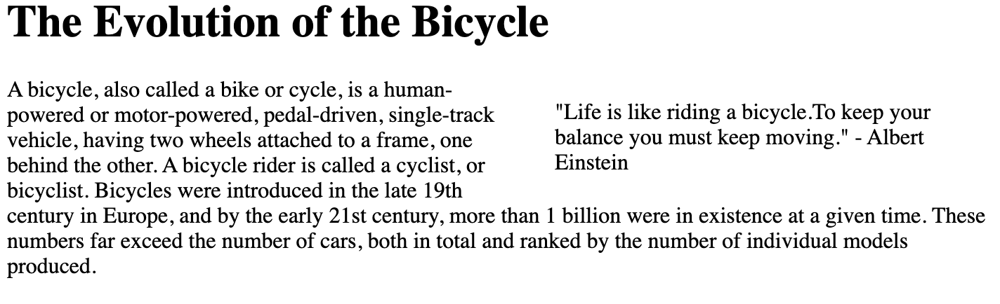 The Evolution of the Bicycle
A bicycle, also called a bike or cycle, is a human-
powered or motor-powered, pedal-driven, single-track
vehicle, having two wheels attached to a frame, one
behind the other. A bicycle rider is called a cyclist, or
bicyclist. Bicycles were introduced in the late 19th
century in Europe, and by the early 21st century, more than 1 billion were in existence at a given time. These
numbers far exceed the number of cars, both in total and ranked by the number of individual models
produced.
"Life is like riding a bicycle.To keep your
balance you must keep moving." - Albert
Einstein